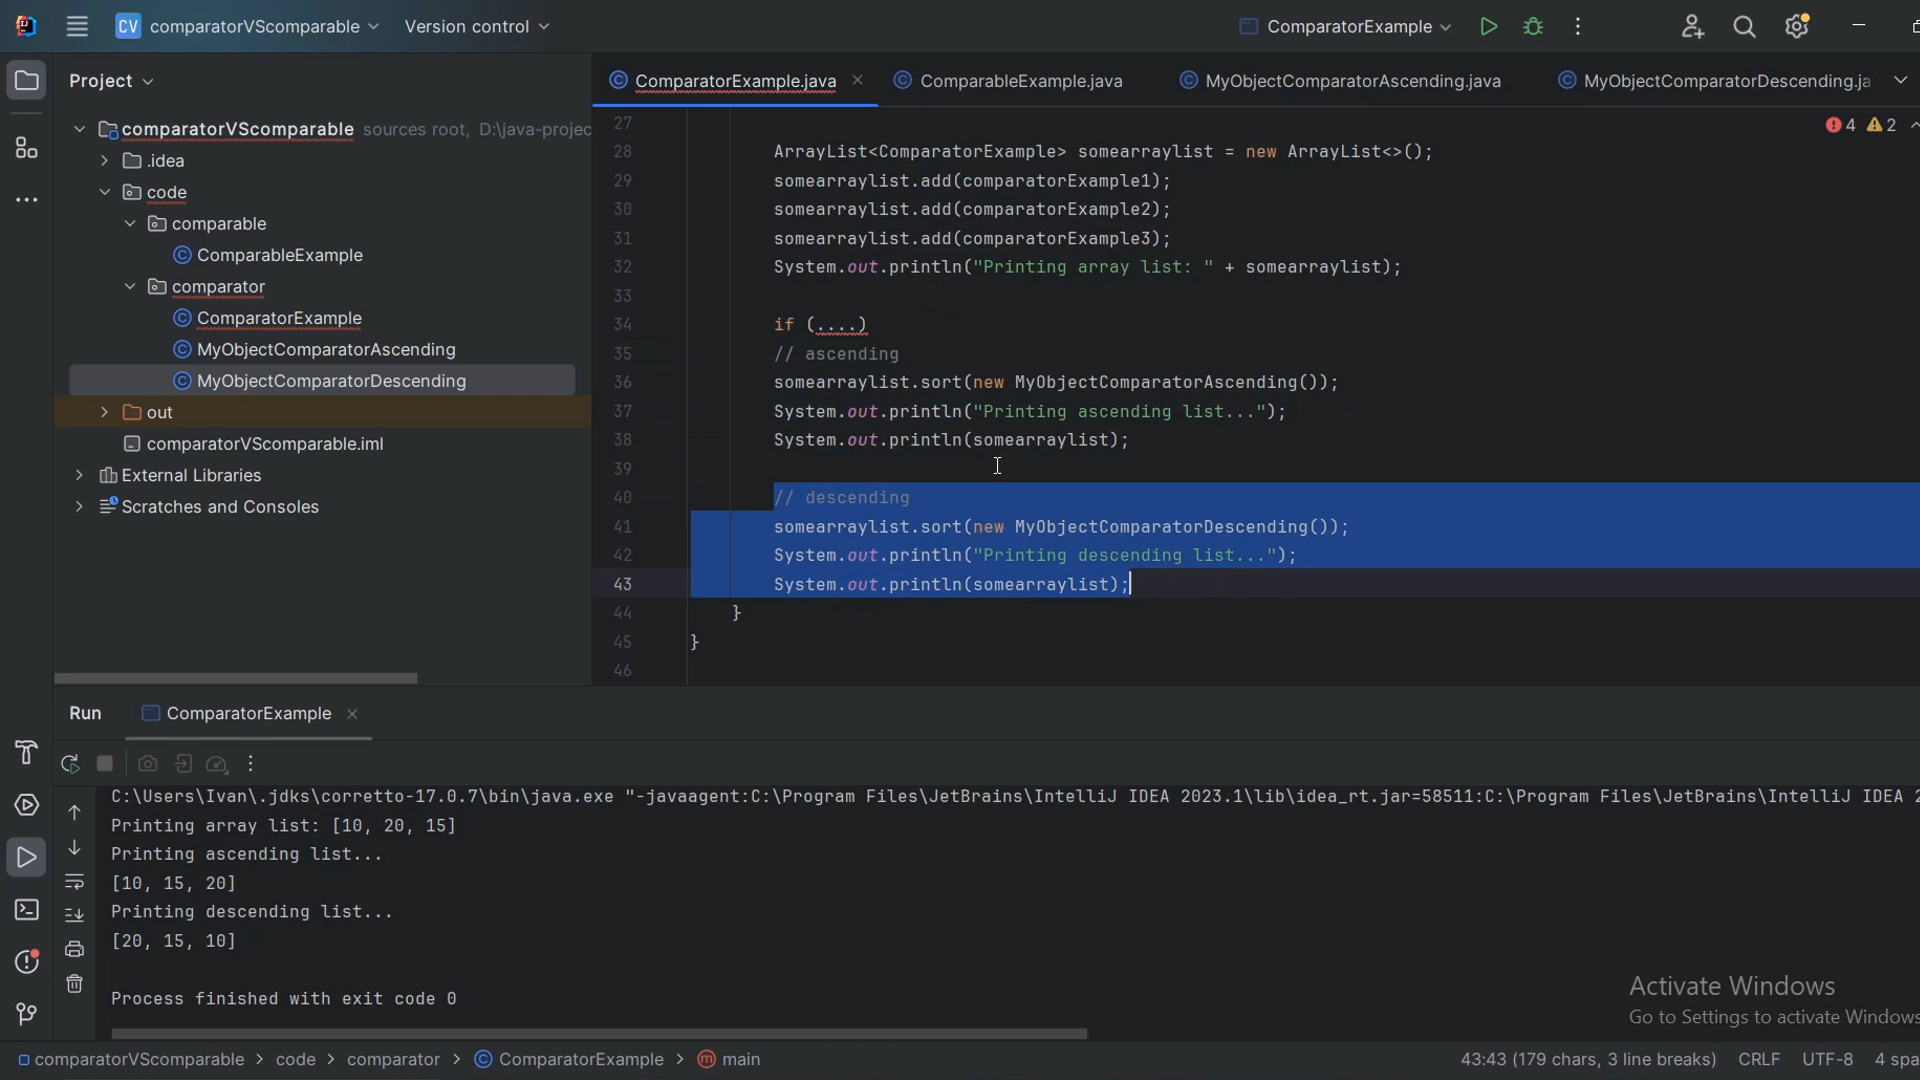 CV comparatorVScomparable Version control ComparatorExample
Project
ComparatorExample.java ComparableExample.java MyObjectComparatorAscending.java MyObjectComparatorDescending.ja
comparatorVScomparable sources root, D:\java-projec
.idea
code
comparable
ComparableExample
comparator
ComparatorExample
MyObjectComparatorAscending
MyObjectComparatorDescending
out
comparatorVScomparable.iml
External Libraries
Scratches and Consoles
4 2
27
28 ArrayList<ComparatorExample> somearraylist = new ArrayList<>();
29 somearraylist.add(comparatorExample1);
30 somearraylist.add(comparatorExample2);
31 somearraylist.add(comparatorExample3);
32 System.out.println("Printing array list: " + somearraylist);
33
34 if (....)
35 // ascending
36 somearraylist.sort(new MyObjectComparatorAscending());
37 System.out.println("Printing ascending list...");
38 System.out.println(somearraylist);
39
40 // descending
41 somearraylist.sort(new MyObjectComparatorDescending());
42 System.out.println("Printing descending list...");
43 System.out.println(somearraylist);
44 }
45 }
46
Run ComparatorExample
C:\Users\Ivan\.jdks\corretto-17.0.7\bin\java.exe "-javaagent:C:\Program Files\JetBrains\IntelliJ IDEA 2023.1\lib\idea_rt.jar=58511:C:\Program Files\JetBrains\IntelliJ IDEA 2
Printing array list: [10, 20, 15]
Printing ascending list...
[10, 15, 20]
Printing descending list...
[20, 15, 10]
Process finished with exit code 0
Activate Windows
Go to Settings to activate Windows
comparatorVScomparable > code > comparator > ComparatorExample > main 43:43 (179 chars, 3 line breaks) CRLF UTF-8 4 spa